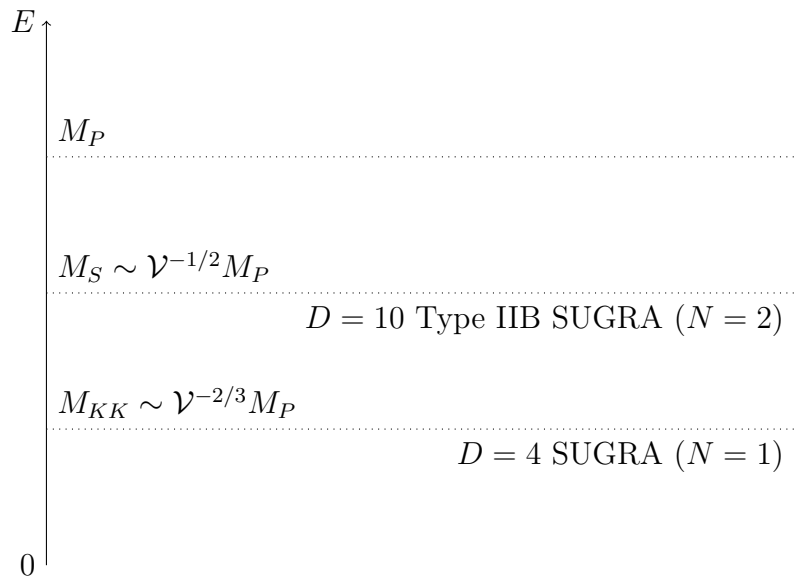 E
M_P
M_S ∼ 𝒱^{-1/2} M_P
D = 10 Type IIB SUGRA (N = 2)
M_{KK} ∼ 𝒱^{-2/3} M_P
D = 4 SUGRA (N = 1)
0